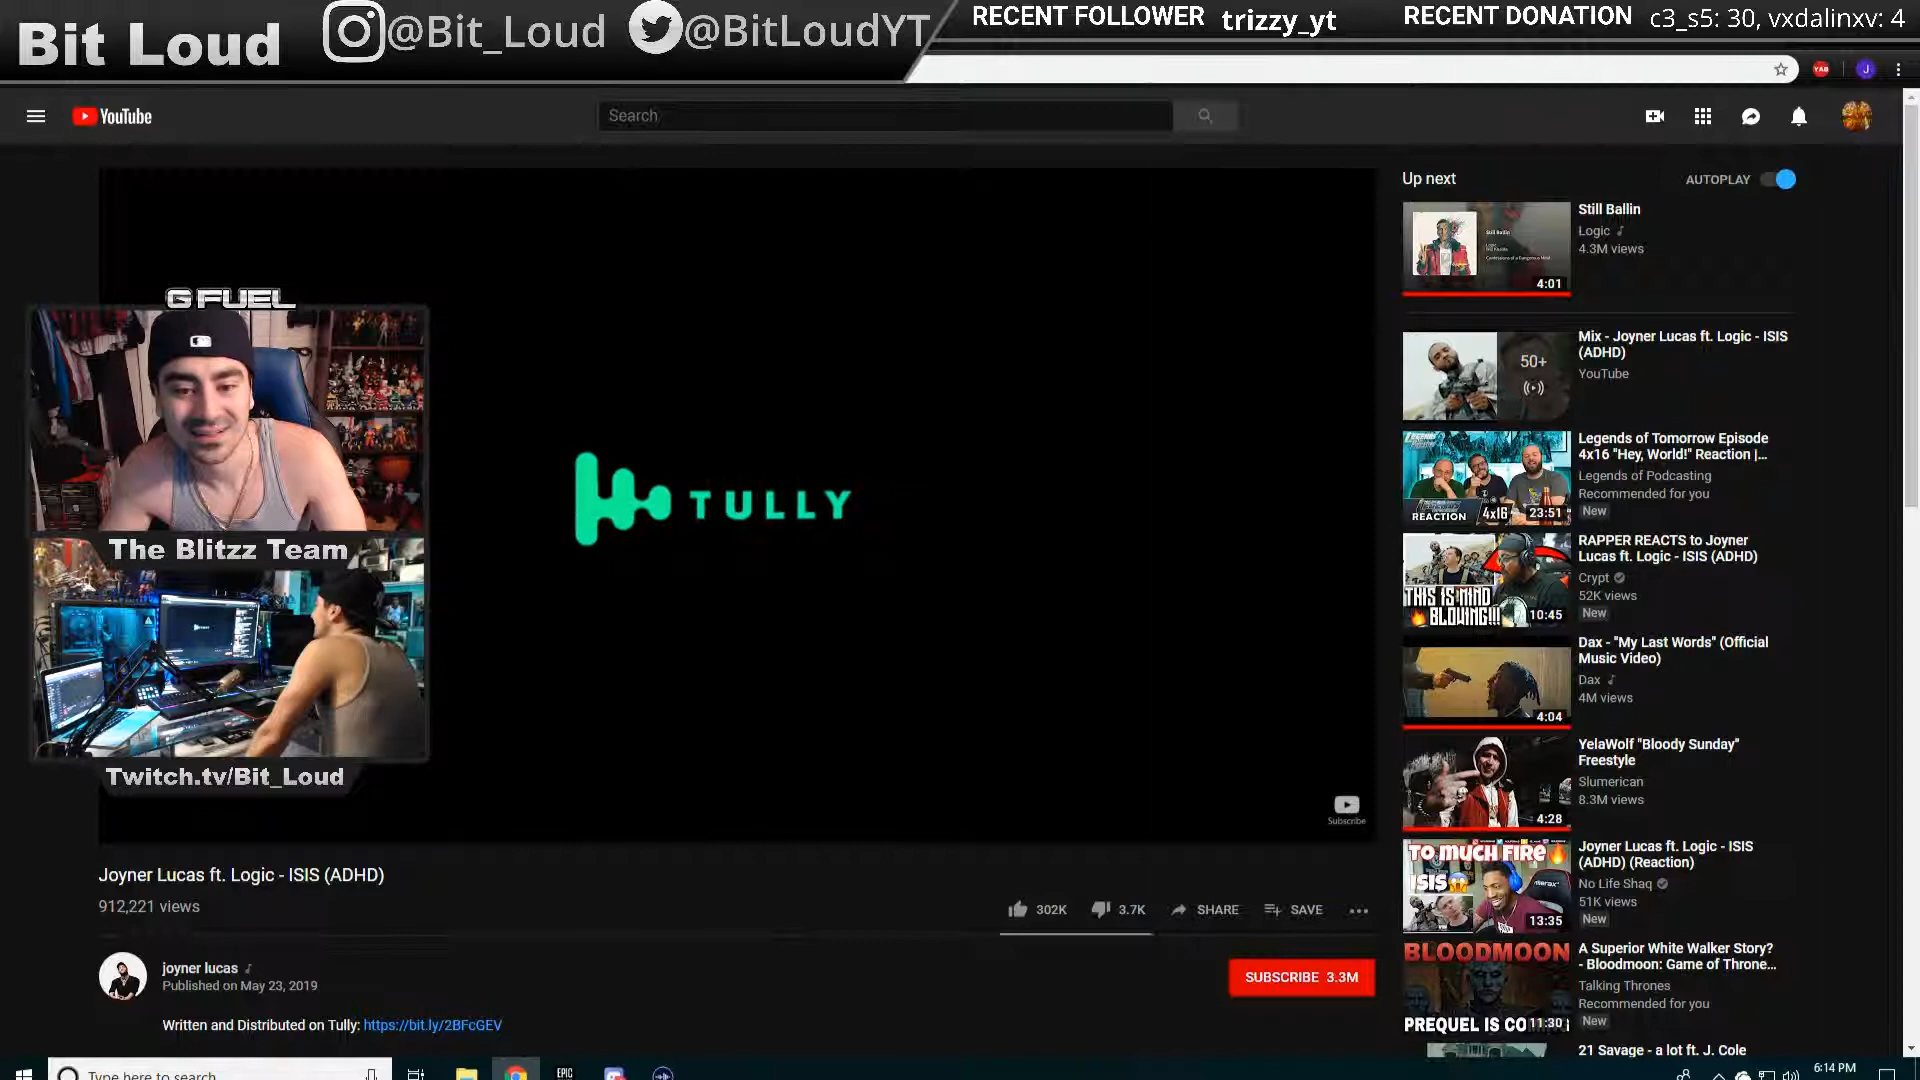 Bit Loud
@Bit_Loud
@BitLoudYT
RECENT FOLLOWER trizzy_yt
RECENT DONATION c3_s5: 30, vxdalinxv: 4
YAB
J
YouTube
Search
Up next
AUTOPLAY
Still Ballin
Logic
4.3M views
4:01
Mix - Joyner Lucas ft. Logic - ISIS
(ADHD)
YouTube
50+
Legends of Tomorrow Episode
4x16 "Hey, World!" Reaction |...
Legends of Podcasting
Recommended for you
New
REACTION
4x16
23:51
RAPPER REACTS to Joyner
Lucas ft. Logic - ISIS (ADHD)
Crypt
52K views
New
THIS IS MIND
BLOWING!!!
10:45
Dax - "My Last Words" (Official
Music Video)
Dax
4M views
4:04
YelaWolf "Bloody Sunday"
Freestyle
Slumerican
8.3M views
4:28
Joyner Lucas ft. Logic - ISIS
(ADHD) (Reaction)
No Life Shaq
51K views
New
TO MUCH FIRE
ISIS
13:35
A Superior White Walker Story?
- Bloodmoon: Game of Throne...
Talking Thrones
Recommended for you
New
BLOODMOON
PREQUEL IS CO
11:30
21 Savage - a lot ft. J. Cole
G FUEL
The Blitzz Team
Twitch.tv/Bit_Loud
TULLY
Subscribe
Joyner Lucas ft. Logic - ISIS (ADHD)
912,221 views
302K
3.7K
SHARE
SAVE
joyner lucas
Published on May 23, 2019
SUBSCRIBE 3.3M
Written and Distributed on Tully: https://bit.ly/2BFcGEV
Type here to search
EPIC
6:14 PM